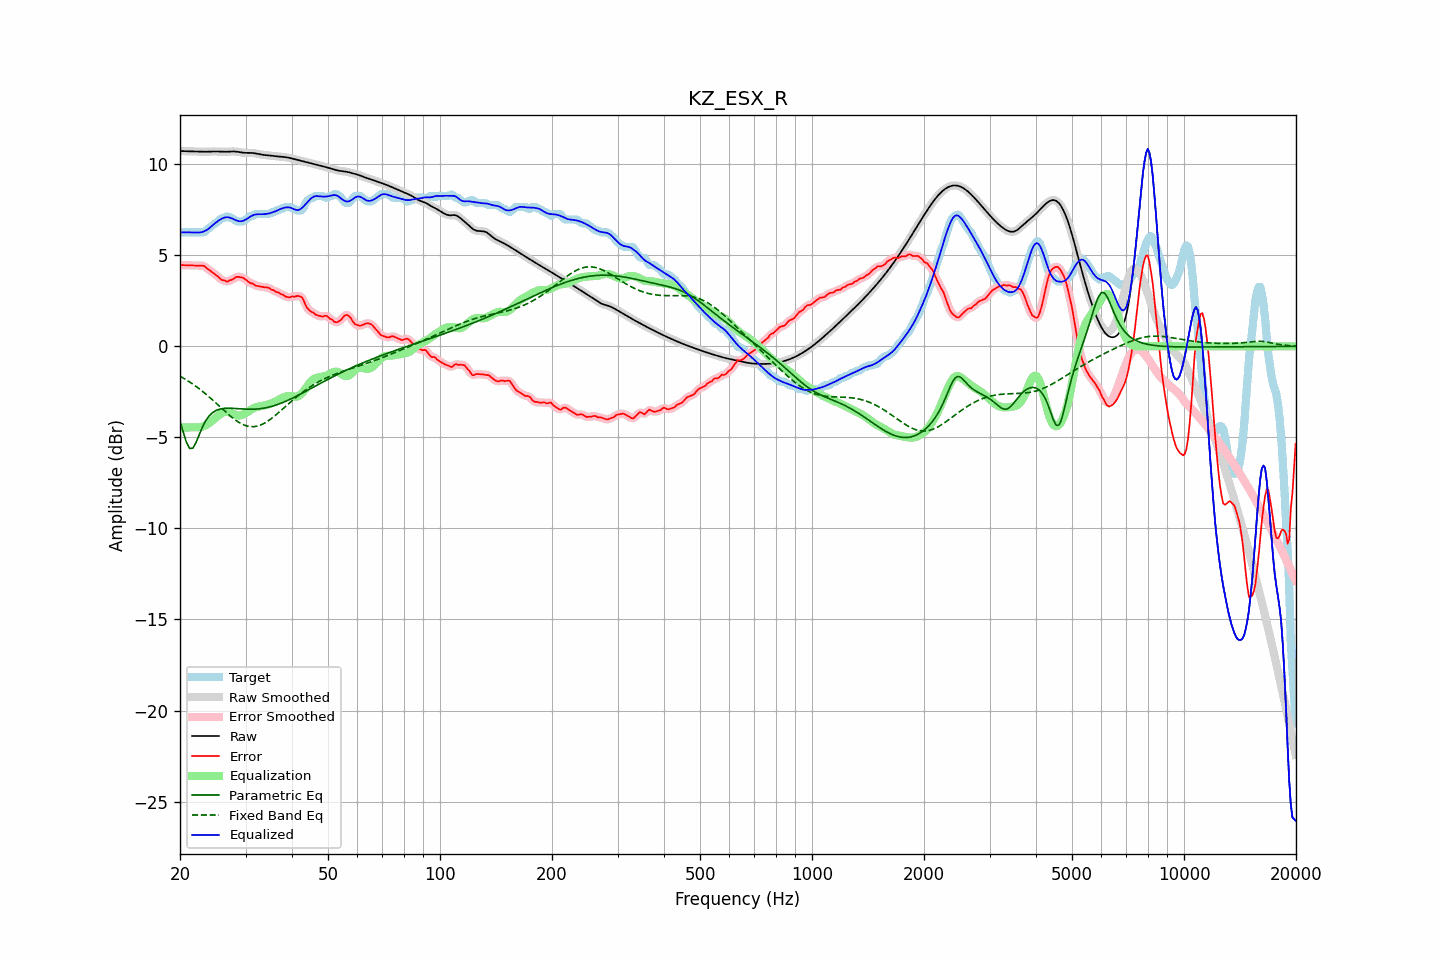 KZ_ESX_R
Amplitude (dBr)
10
5
0
−5
−10
−15
−20
−25
Target
Raw Smoothed
Error Smoothed
Raw
Error
Equalization
Parametric Eq
Fixed Band Eq
Equalized
20 50 100 200 500 1000 2000 5000 10000 20000
Frequency (Hz)